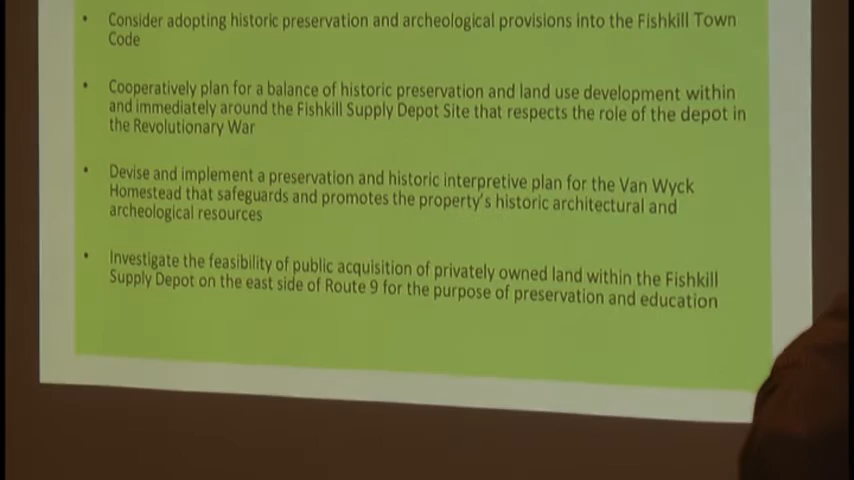 • Consider adopting historic preservation and archeological provisions into the Fishkill Town
Code
• Cooperatively plan for a balance of historic preservation and land use development within
and immediately around the Fishkill Supply Depot Site that respects the role of the depot in
the Revolutionary War
• Devise and implement a preservation and historic interpretive plan for the Van Wyck
Homestead that safeguards and promotes the property's historic architectural and
archeological resources
• Investigate the feasibility of public acquisition of privately owned land within the Fishkill
Supply Depot on the east side of Route 9 for the purpose of preservation and education